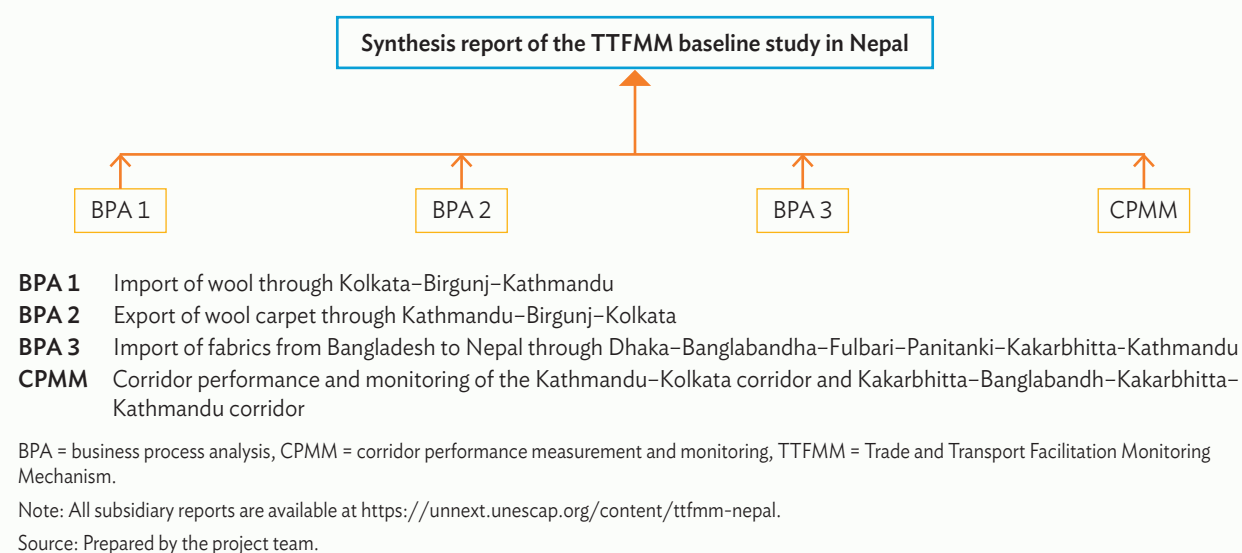 Synthesis report of the TTFMM baseline study in Nepal
BPA 1
BPA 2
BPA 3
CPMM
BPA 1 Import of wool through Kolkata–Birgunj–Kathmandu
BPA 2 Export of wool carpet through Kathmandu–Birgunj–Kolkata
BPA 3 Import of fabrics from Bangladesh to Nepal through Dhaka–Banglabandha–Fulbari–Panitanki–Kakarbhitta-Kathmandu
CPMM Corridor performance and monitoring of the Kathmandu–Kolkata corridor and Kakarbhitta–Banglabandh–Kakarbhitta–
Kathmandu corridor
BPA = business process analysis, CPMM = corridor performance measurement and monitoring, TTFMM = Trade and Transport Facilitation Monitoring
Mechanism.
Note: All subsidiary reports are available at https://unnext.unescap.org/content/ttfmm-nepal.
Source: Prepared by the project team.